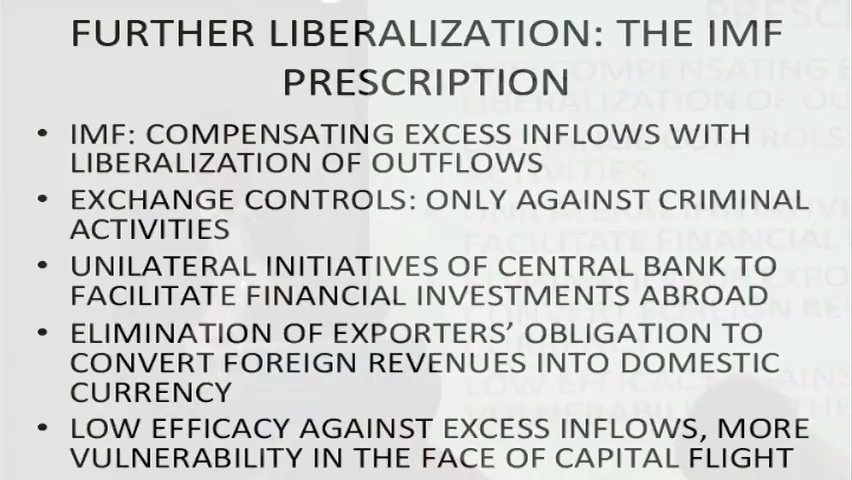 FURTHER LIBERALIZATION: THE IMF
PRESCRIPTION
• IMF: COMPENSATING EXCESS INFLOWS WITH
LIBERALIZATION OF OUTFLOWS
• EXCHANGE CONTROLS: ONLY AGAINST CRIMINAL
ACTIVITIES
• UNILATERAL INITIATIVES OF CENTRAL BANK TO
FACILITATE FINANCIAL INVESTMENTS ABROAD
• ELIMINATION OF EXPORTERS’ OBLIGATION TO
CONVERT FOREIGN REVENUES INTO DOMESTIC
CURRENCY
• LOW EFFICACY AGAINST EXCESS INFLOWS, MORE
VULNERABILITY IN THE FACE OF CAPITAL FLIGHT